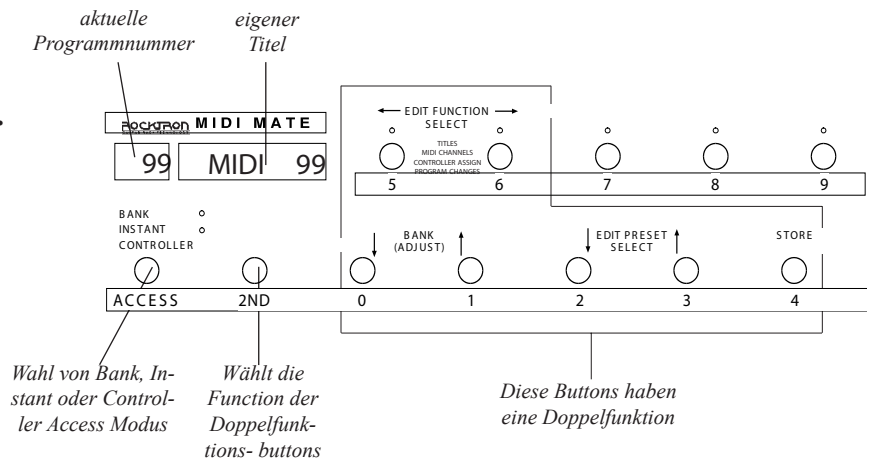 aktuelle
Programmnummer
eigener
Titel
ROCKTRON MIDI MATE
99
MIDI 99
EDIT FUNCTION
SELECT
TITLES
MIDI CHANNELS
CONTROLLER ASSIGN
PROGRAM CHANGES
5 6 7 8 9
BANK
INSTANT
CONTROLLER
BANK
(ADJUST)
EDIT PRESET
SELECT
STORE
ACCESS 2ND 0 1 2 3 4
Wahl von Bank, In-
stant oder Control-
ler Access Modus
Wählt die
Function der
Doppelfunk-
tions- buttons
Diese Buttons haben
eine Doppelfunktion